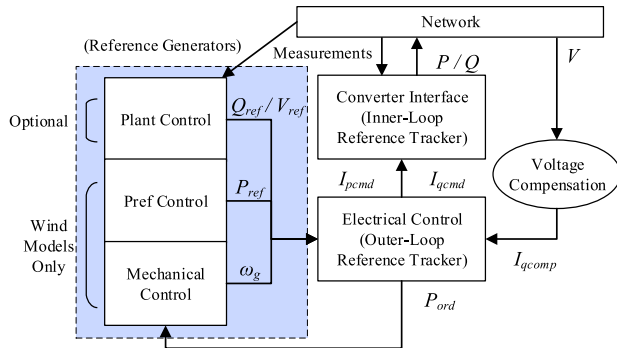 Network
(Reference Generators)
Measurements
P / Q
V
Optional
Plant Control
Q_ref / V_ref
Converter Interface
(Inner-Loop
Reference Tracker)
Voltage
Compensation
I_pcmd
I_qcmd
Wind
Models
Only
Pref Control
P_ref
Electrical Control
(Outer-Loop
Reference Tracker)
I_qcomp
Mechanical
Control
ω_g
P_ord